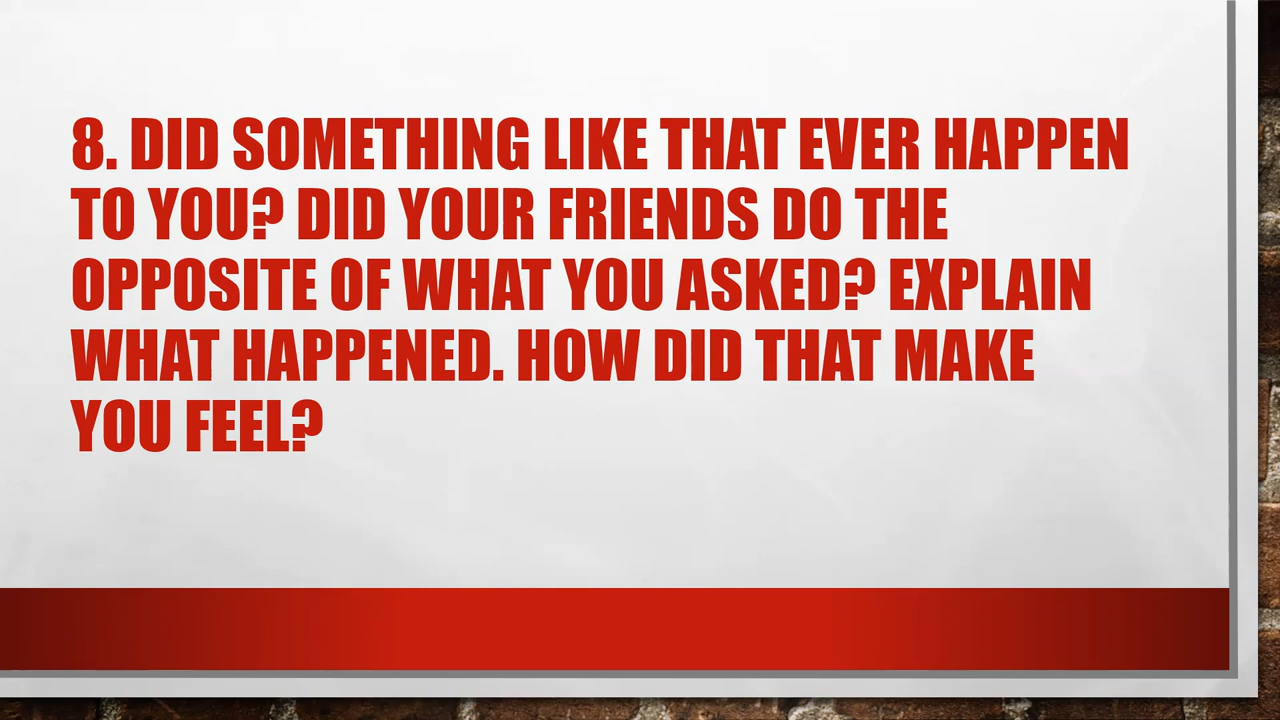 8. DID SOMETHING LIKE THAT EVER HAPPEN
TO YOU? DID YOUR FRIENDS DO THE
OPPOSITE OF WHAT YOU ASKED? EXPLAIN
WHAT HAPPENED. HOW DID THAT MAKE
YOU FEEL?